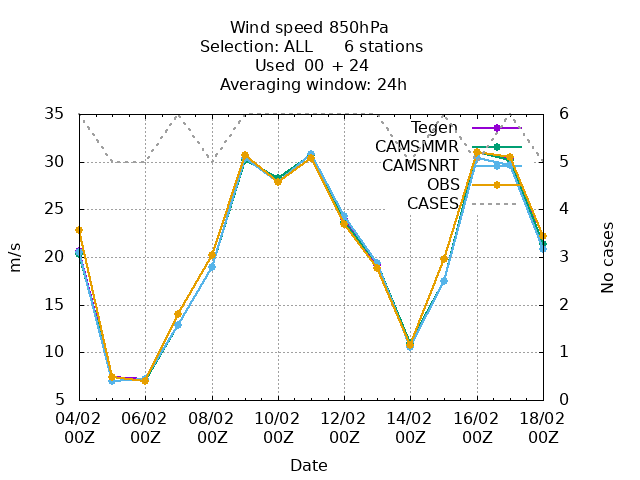 Wind speed 850hPa
Selection: ALL 6 stations
Used 00 + 24
Averaging window: 24h
35
30
25
20
15
10
5
m/s
6
5
4
3
2
1
0
No cases
Tegen
CAMSMMR
CAMSNRT
OBS
CASES
04/02 06/02 08/02 10/02 12/02 14/02 16/02 18/02
00Z 00Z 00Z 00Z 00Z 00Z 00Z 00Z
Date